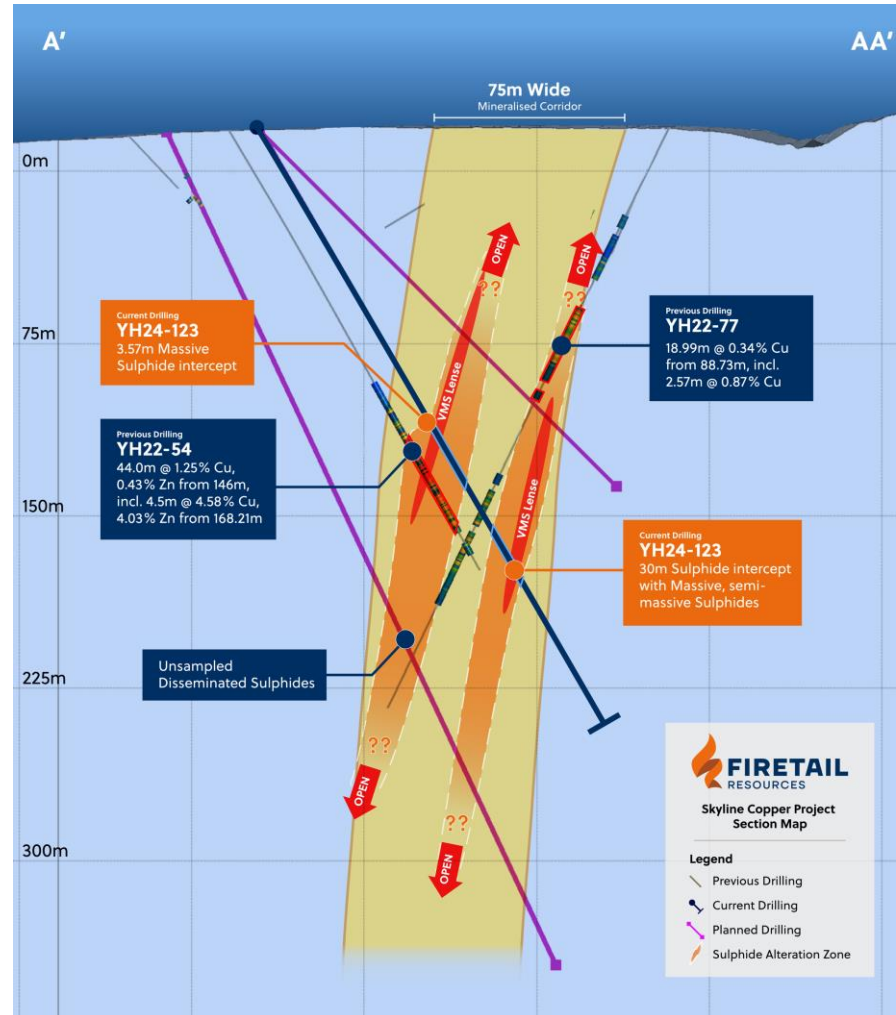 A’
AA’
75m Wide
Mineralised Corridor
0m
75m
150m
225m
300m
OPEN
??
OPEN
??
VMS Lense
VMS Lense
Current Drilling
YH24-123
3.57m Massive
Sulphide intercept
Previous Drilling
YH22-77
18.99m @ 0.34% Cu
from 88.73m, incl.
2.57m @ 0.87% Cu
Previous Drilling
YH22-54
44.0m @ 1.25% Cu,
0.43% Zn from 146m,
incl. 4.5m @ 4.58% Cu,
4.03% Zn from 168.21m
Current Drilling
YH24-123
30m Sulphide intercept
with Massive, semi-
massive Sulphides
Unsampled
Disseminated Sulphides
??
OPEN
??
OPEN
FIRETAIL
RESOURCES
Skyline Copper Project
Section Map
Legend
Previous Drilling
Current Drilling
Planned Drilling
Sulphide Alteration Zone